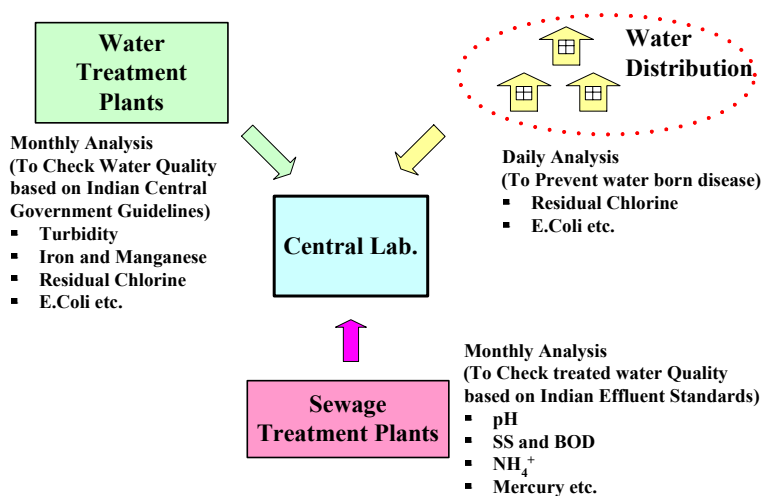 Water
Treatment
Plants
Water
Distribution
Monthly Analysis
(To Check Water Quality
based on Indian Central
Government Guidelines)
▪ Turbidity
▪ Iron and Manganese
▪ Residual Chlorine
▪ E.Coli etc.
Daily Analysis
(To Prevent water born disease)
▪ Residual Chlorine
▪ E.Coli etc.
Central Lab.
Sewage
Treatment Plants
Monthly Analysis
(To Check treated water Quality
based on Indian Effluent Standards)
▪ pH
▪ SS and BOD
▪ NH₄⁺
▪ Mercury etc.